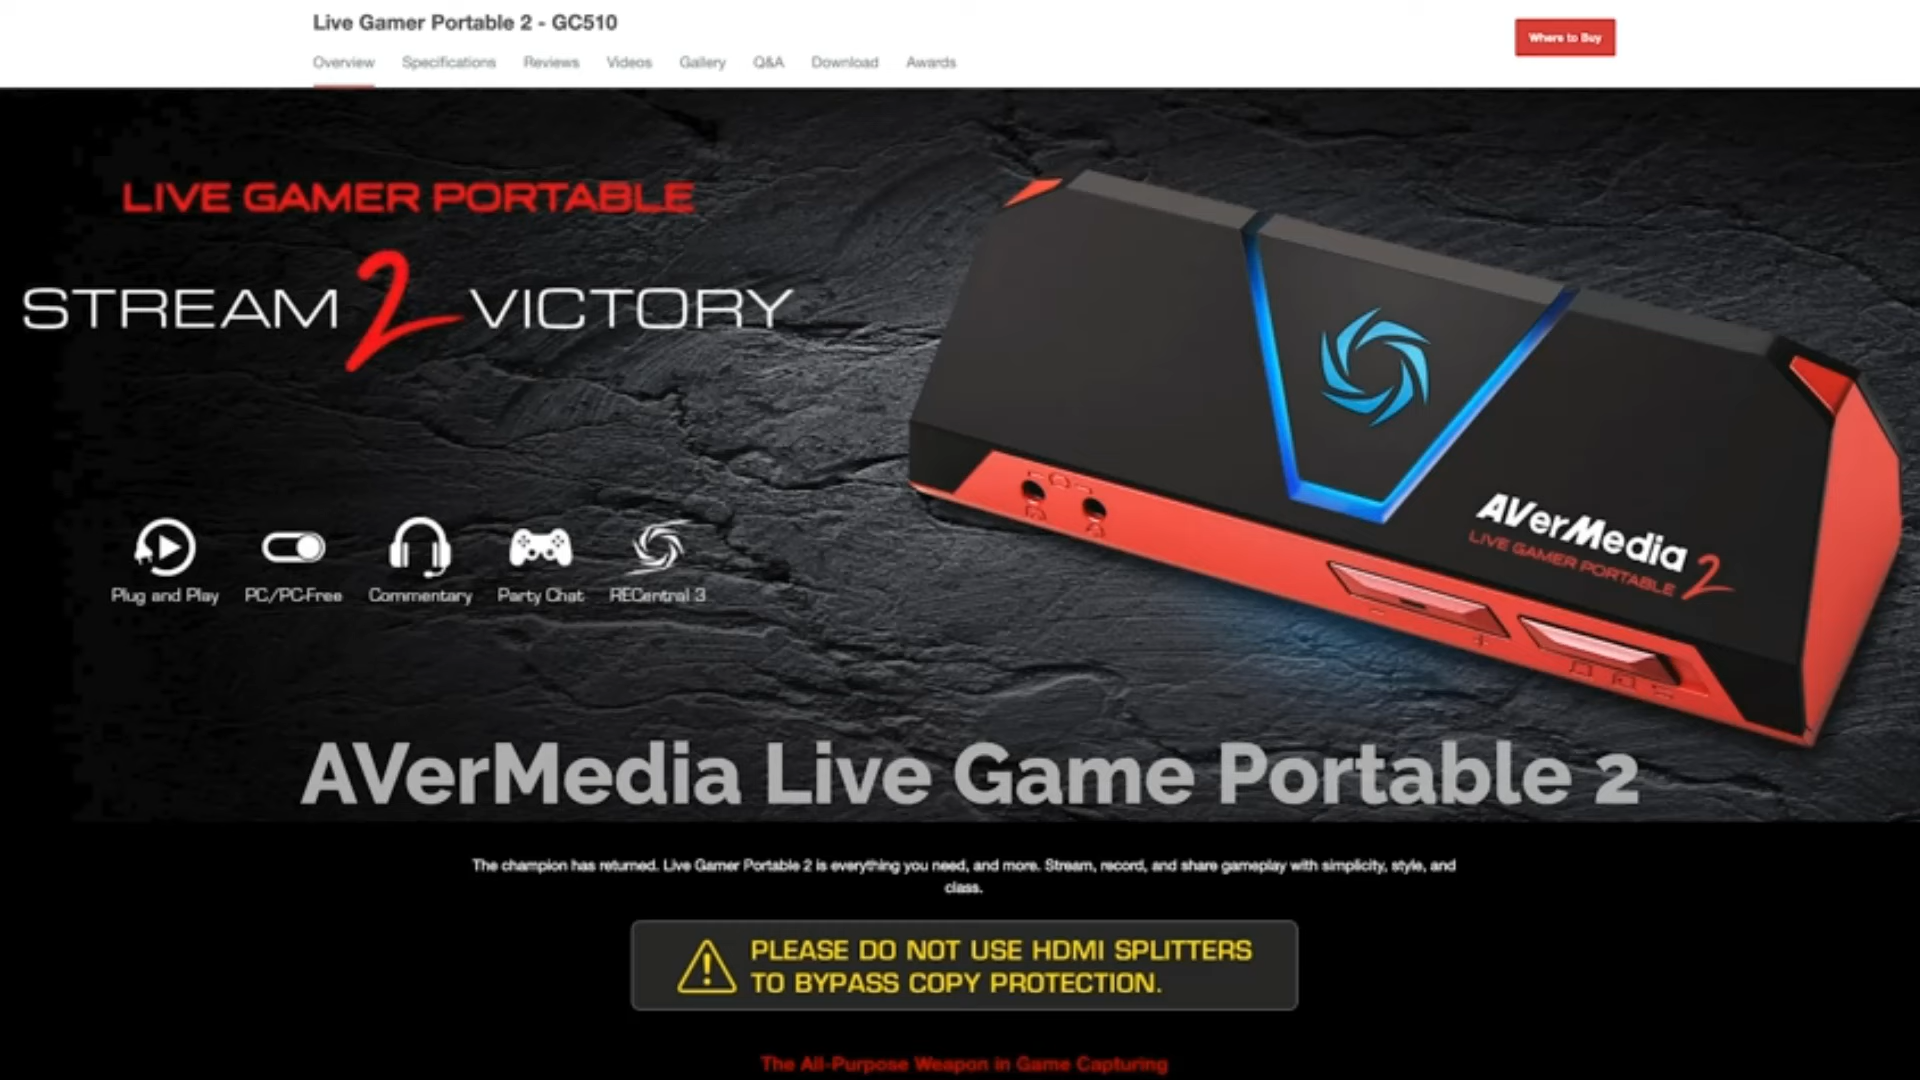 Live Gamer Portable 2 - GC510
Where to Buy
Overview Specifications Reviews Videos Gallery Q&A Download Awards
LIVE GAMER PORTABLE
STREAM 2 VICTORY
AVerMedia 2
LIVE GAMER PORTABLE
Plug and Play PC/PC-Free Commentary Party Chat RECentral 3
AVerMedia Live Game Portable 2
The champion has returned. Live Gamer Portable 2 is everything you need, and more. Stream, record, and share gameplay with simplicity, style, and
class.
PLEASE DO NOT USE HDMI SPLITTERS
TO BYPASS COPY PROTECTION.
The All-Purpose Weapon in Game Capturing